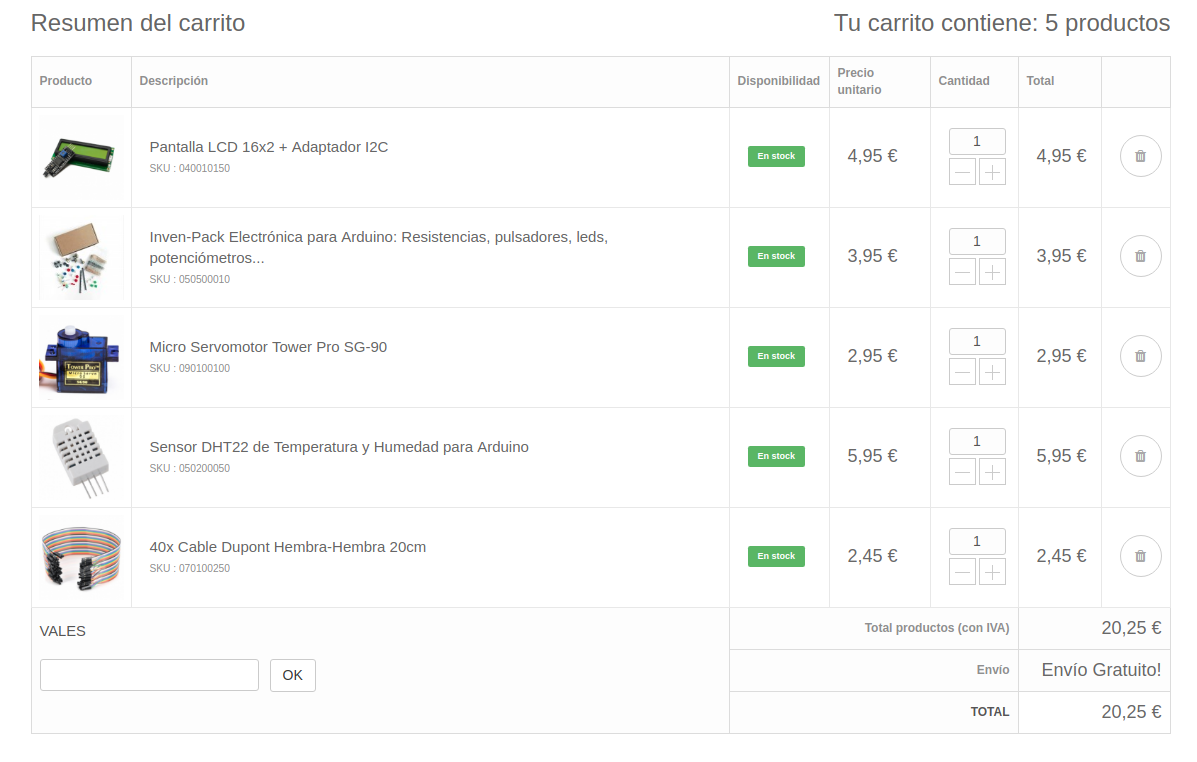 Resumen del carrito
Tu carrito contiene: 5 productos
Producto
Descripción
Disponibilidad
Precio
unitario
Cantidad
Total
Pantalla LCD 16x2 + Adaptador I2C
SKU : 040010150
En stock
4,95 €
1
4,95 €
Inven-Pack Electrónica para Arduino: Resistencias, pulsadores, leds,
potenciómetros...
SKU : 050500010
En stock
3,95 €
1
3,95 €
TOWER PRO
Micro Servomotor Tower Pro SG-90
SKU : 090100100
En stock
2,95 €
1
2,95 €
Sensor DHT22 de Temperatura y Humedad para Arduino
SKU : 050200050
En stock
5,95 €
1
5,95 €
40x Cable Dupont Hembra-Hembra 20cm
SKU : 070100250
En stock
2,45 €
1
2,45 €
VALES
OK
Total productos (con IVA)
20,25 €
Envío
Envío Gratuito!
TOTAL
20,25 €